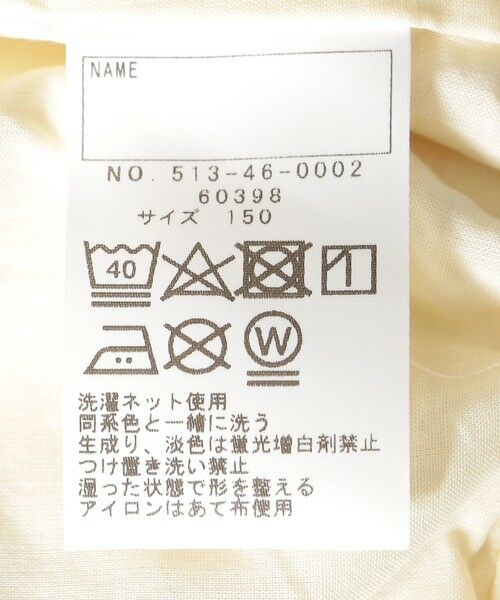 NAME
NO. 513-46-0002
60398
サイズ 150
40
W
洗濯ネット使用
同系色と一緒に洗う
生成り、淡色は蛍光増白剤禁止
つけ置き洗い禁止
湿った状態で形を整える
アイロンはあて布使用